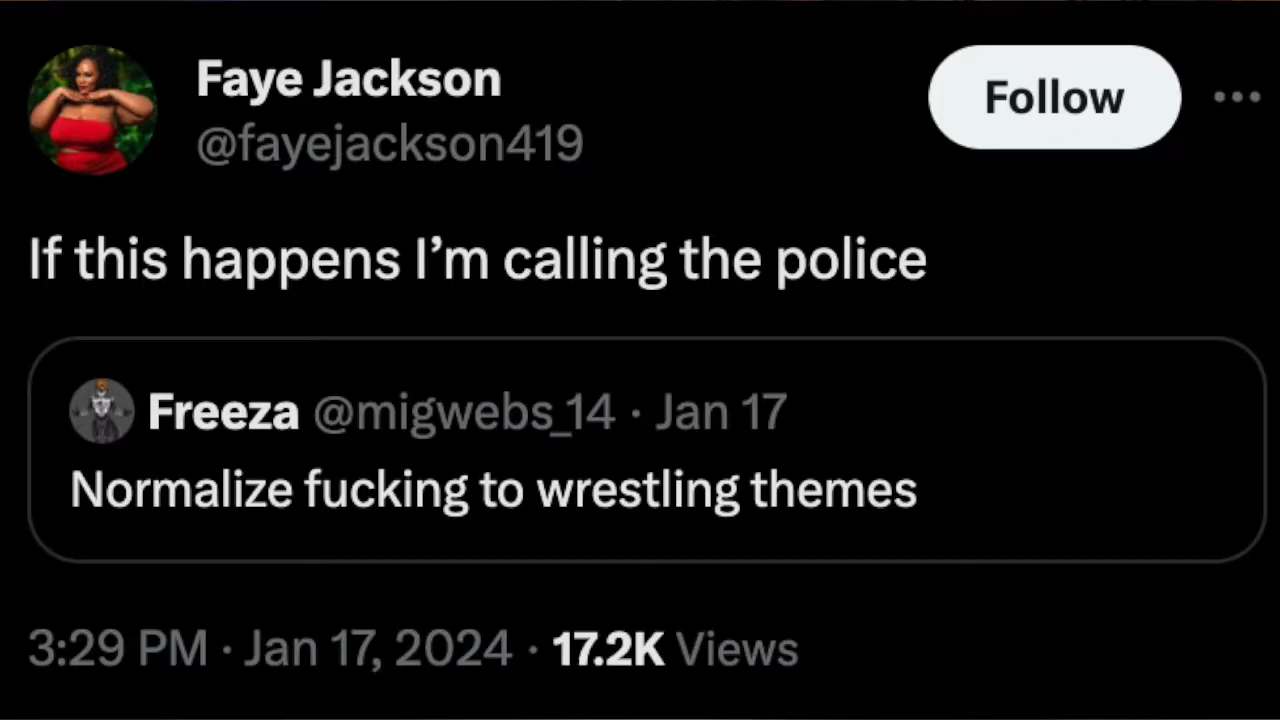 Faye Jackson
Follow
@fayejackson419
If this happens I’m calling the police
Freeza @migwebs_14 · Jan 17
Normalize fucking to wrestling themes
3:29 PM · Jan 17, 2024 · 17.2K Views